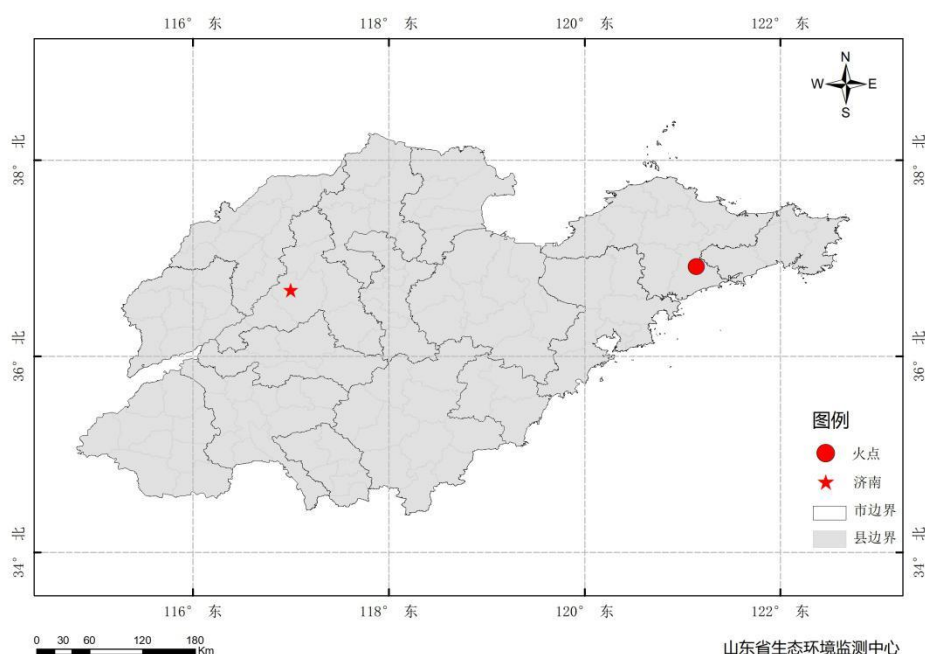 116° 东 118° 东 120° 东 122° 东
N
W E
S
38° 北 38° 北
36° 北 36° 北
34° 北 34° 北
图例
火点
济南
市边界
县边界
116° 东 118° 东 120° 东 122° 东
0 30 60 120 180
Km
山东省生态环境监测中心